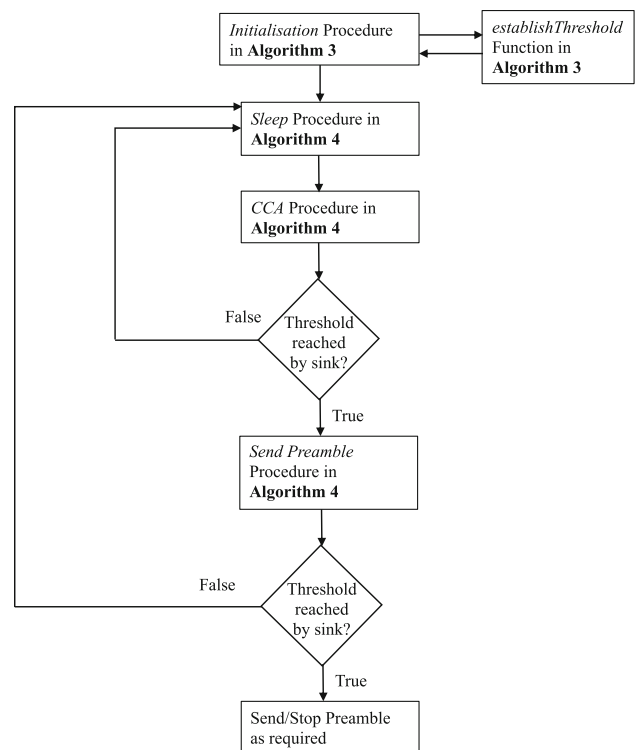 Initialisation Procedure
in Algorithm 3
establishThreshold
Function in
Algorithm 3
Sleep Procedure in
Algorithm 4
CCA Procedure in
Algorithm 4
False
Threshold
reached
by sink?
True
Send Preamble
Procedure in
Algorithm 4
False
Threshold
reached
by sink?
True
Send/Stop Preamble
as required